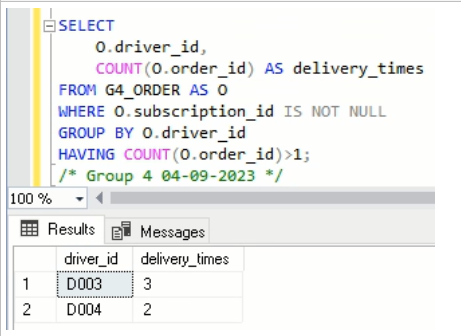 SELECT
O.driver_id,
COUNT(O.order_id) AS delivery_times
FROM G4_ORDER AS O
WHERE O.subscription_id IS NOT NULL
GROUP BY O.driver_id
HAVING COUNT(O.order_id)>1;
/* Group 4 04-09-2023 */
100 %
Results Messages
driver_id delivery_times
1 D003 3
2 D004 2